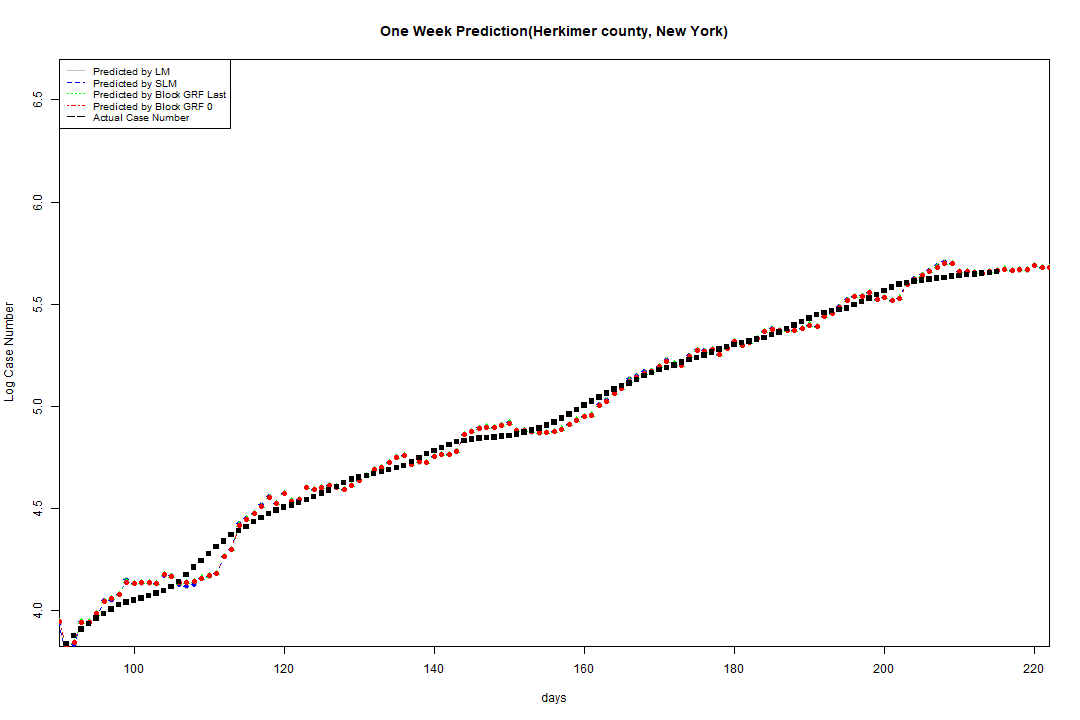 One Week Prediction(Herkimer county, New York)
Predicted by LM
Predicted by SLM
Predicted by Block GRF Last
Predicted by Block GRF 0
Actual Case Number
6.5
6.0
5.5
5.0
4.5
4.0
Log Case Number
100 120 140 160 180 200 220
days